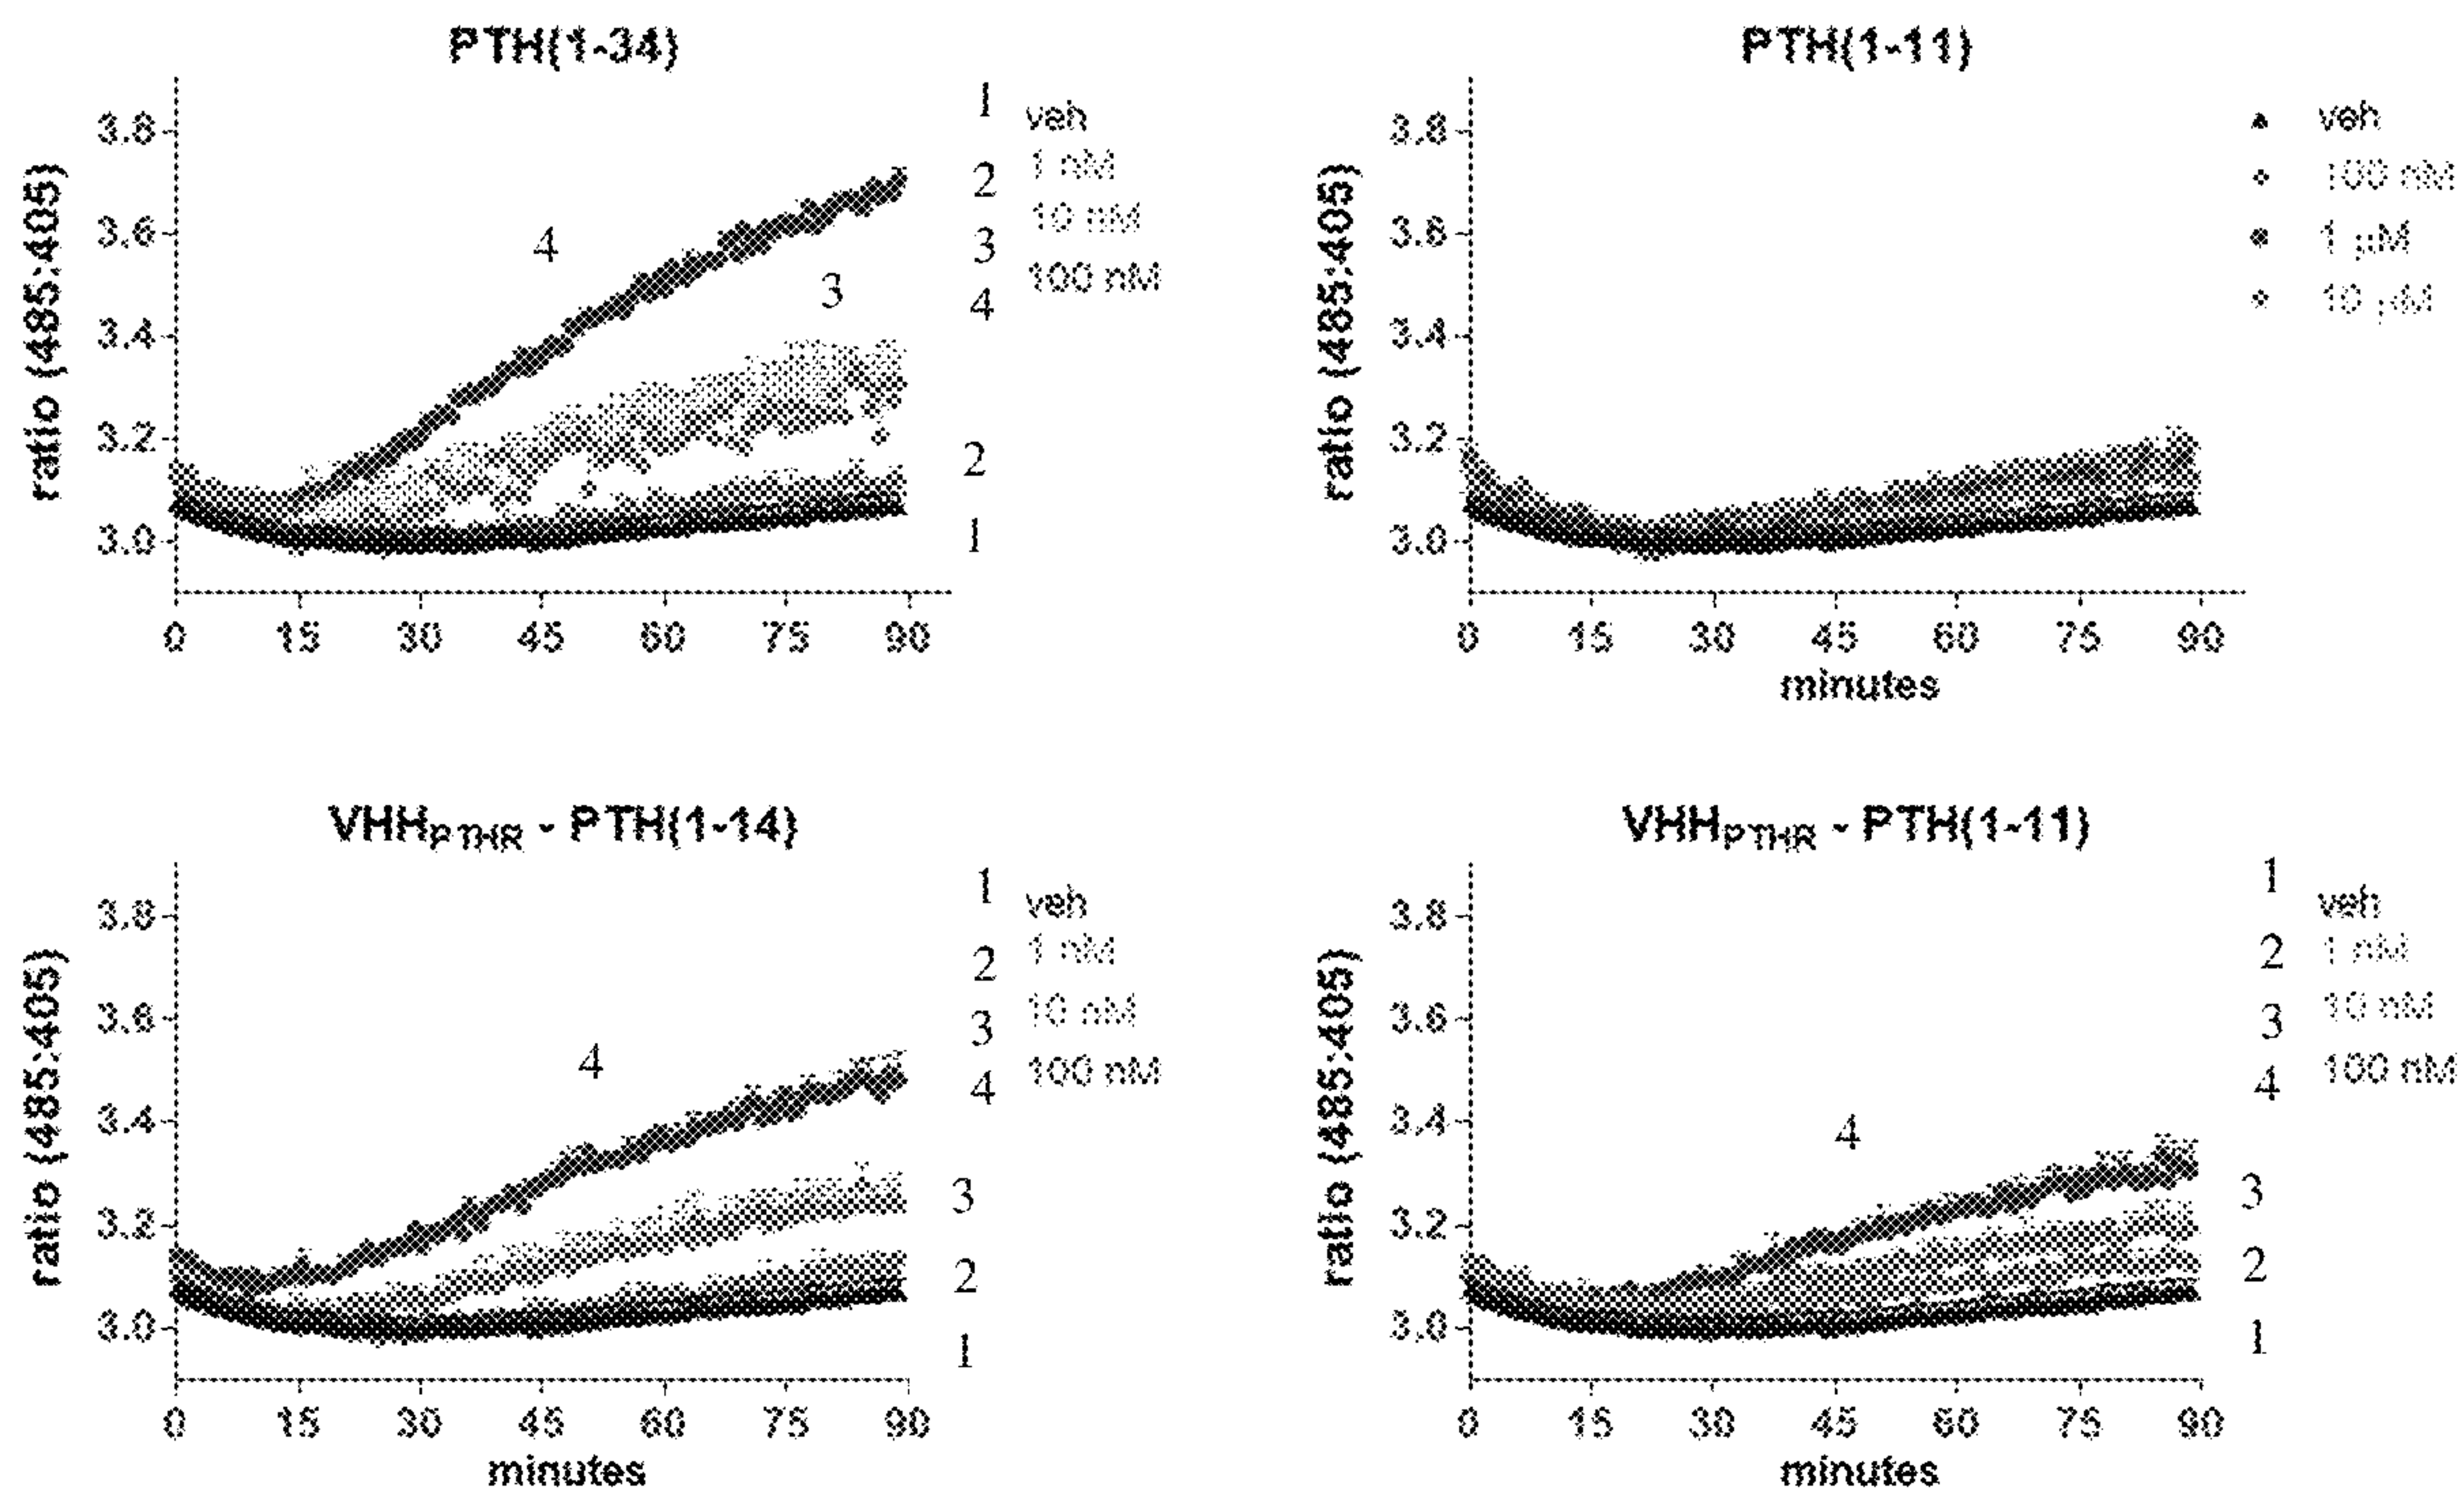 PTH(1-34)
ratio (485:405)
3.8
3.6
3.4
3.2
3.0
0 15 30 45 60 75 90
4
3
2
1
1 veh
2 1 nM
3 10 nM
4 100 nM
PTH(1-11)
ratio (485:405)
3.8
3.6
3.4
3.2
3.0
0 15 30 45 60 75 90
minutes
veh
100 nM
1 µM
10 µM
VHH_PTHR - PTH(1-14)
ratio (485:405)
3.8
3.6
3.4
3.2
3.0
0 15 30 45 60 75 90
minutes
4
3
2
1
1 veh
2 1 nM
3 10 nM
4 100 nM
VHH_PTHR - PTH(1-11)
ratio (485:405)
3.8
3.6
3.4
3.2
3.0
0 15 30 45 60 75 90
minutes
4
3
2
1
1 veh
2 1 nM
3 10 nM
4 100 nM